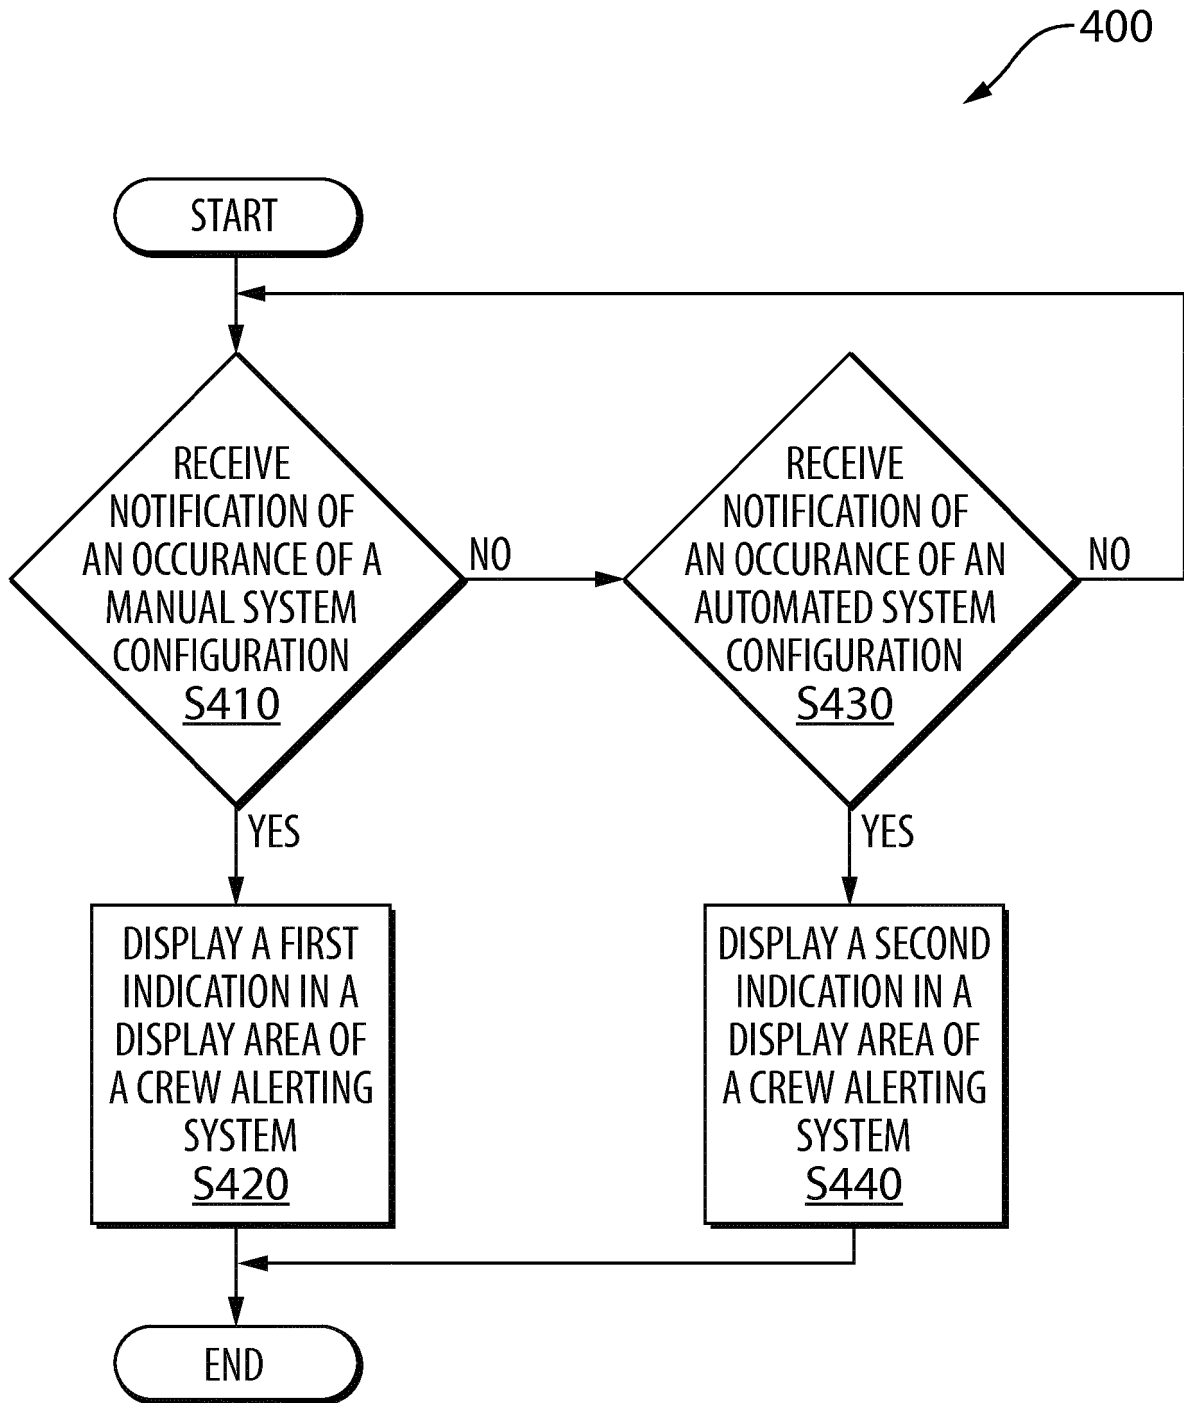 400
START
RECEIVE
NOTIFICATION OF
AN OCCURANCE OF A
MANUAL SYSTEM
CONFIGURATION
S410
NO
RECEIVE
NOTIFICATION OF
AN OCCURANCE OF AN
AUTOMATED SYSTEM
CONFIGURATION
S430
NO
YES
YES
DISPLAY A FIRST
INDICATION IN A
DISPLAY AREA OF
A CREW ALERTING
SYSTEM
S420
DISPLAY A SECOND
INDICATION IN A
DISPLAY AREA OF
A CREW ALERTING
SYSTEM
S440
END